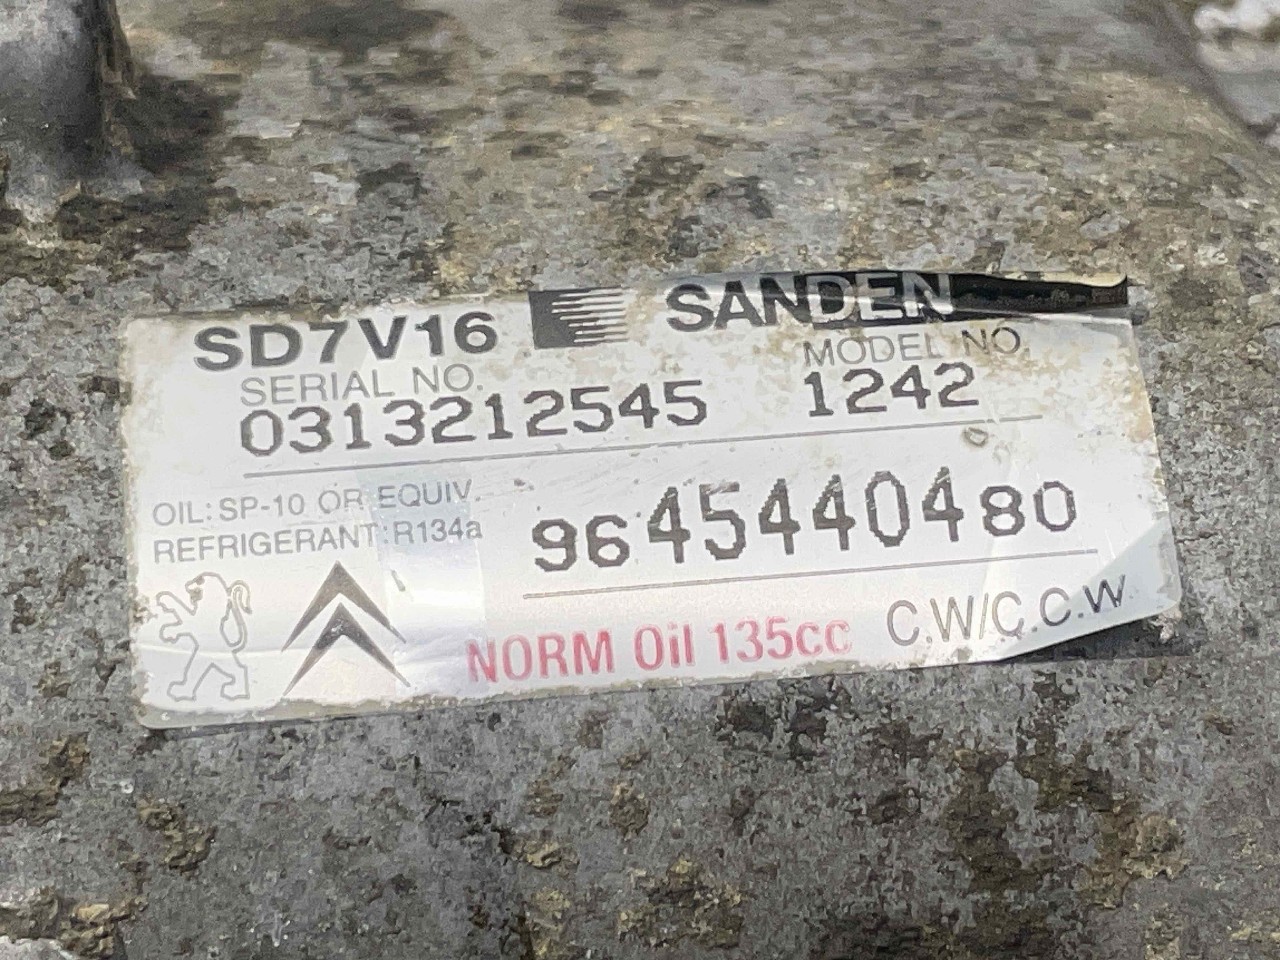 SD7V16 SANDEN
SERIAL NO. MODEL NO.
0313212545 1242
OIL: SP-10 OR EQUIV.
REFRIGERANT:R134a
9645440480
NORM Oil 135cc C.W/C.C.W